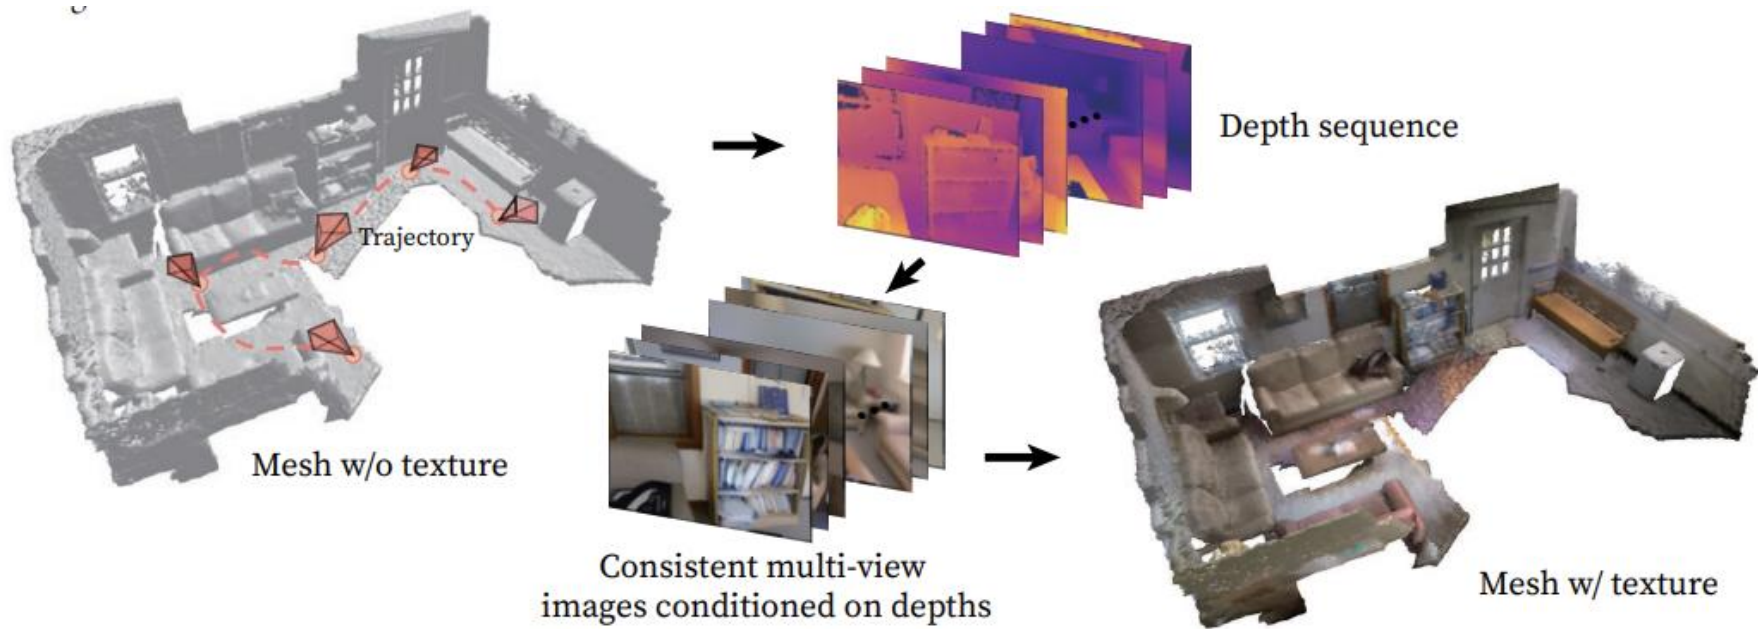 Depth sequence
Trajectory
Mesh w/o texture
Consistent multi-view
images conditioned on depths
Mesh w/ texture